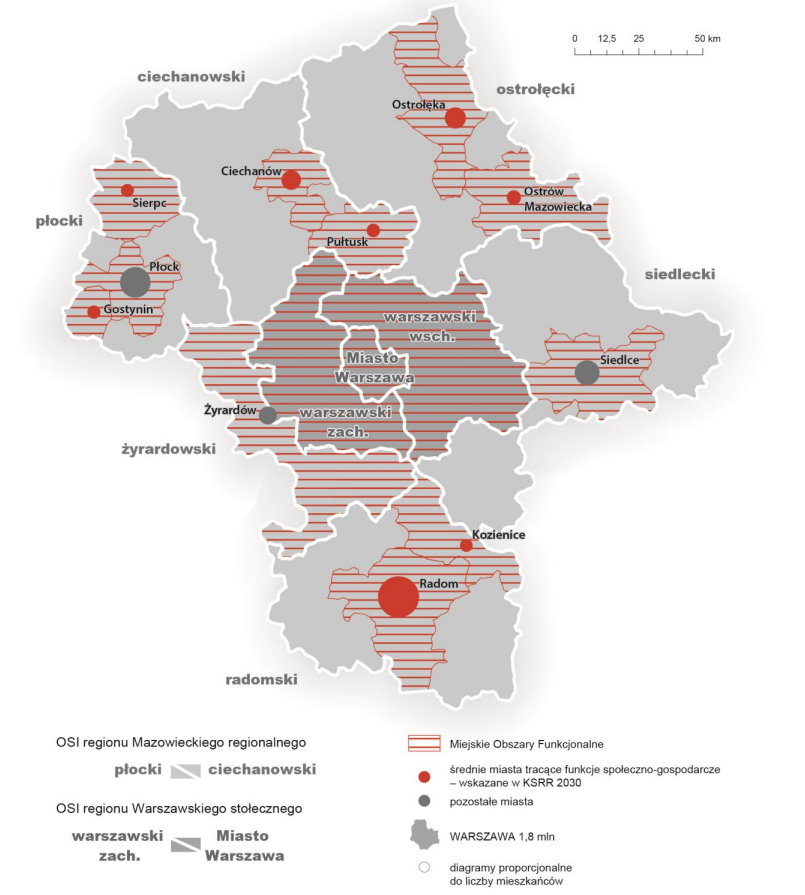 0 12,5 25 50 km
ciechanowski
ostrołęcki
Ostrołęka
Ciechanów
Ostrów
Mazowiecka
Sierpc
płocki
Pułtusk
Płock
siedlecki
Gostynin
warszawski
wsch.
Miasto
Warszawa
Siedlce
Żyrardów
warszawski
zach.
żyrardowski
Kozienice
Radom
radomski
OSI regionu Mazowieckiego regionalnego
płocki ciechanowski
OSI regionu Warszawskiego stołecznego
warszawski Miasto
zach. Warszawa
Miejskie Obszary Funkcjonalne
średnie miasta tracące funkcje społeczno-gospodarcze
– wskazane w KSRR 2030
pozostałe miasta
WARSZAWA 1,8 mln
diagramy proporcjonalne
do liczby mieszkańców